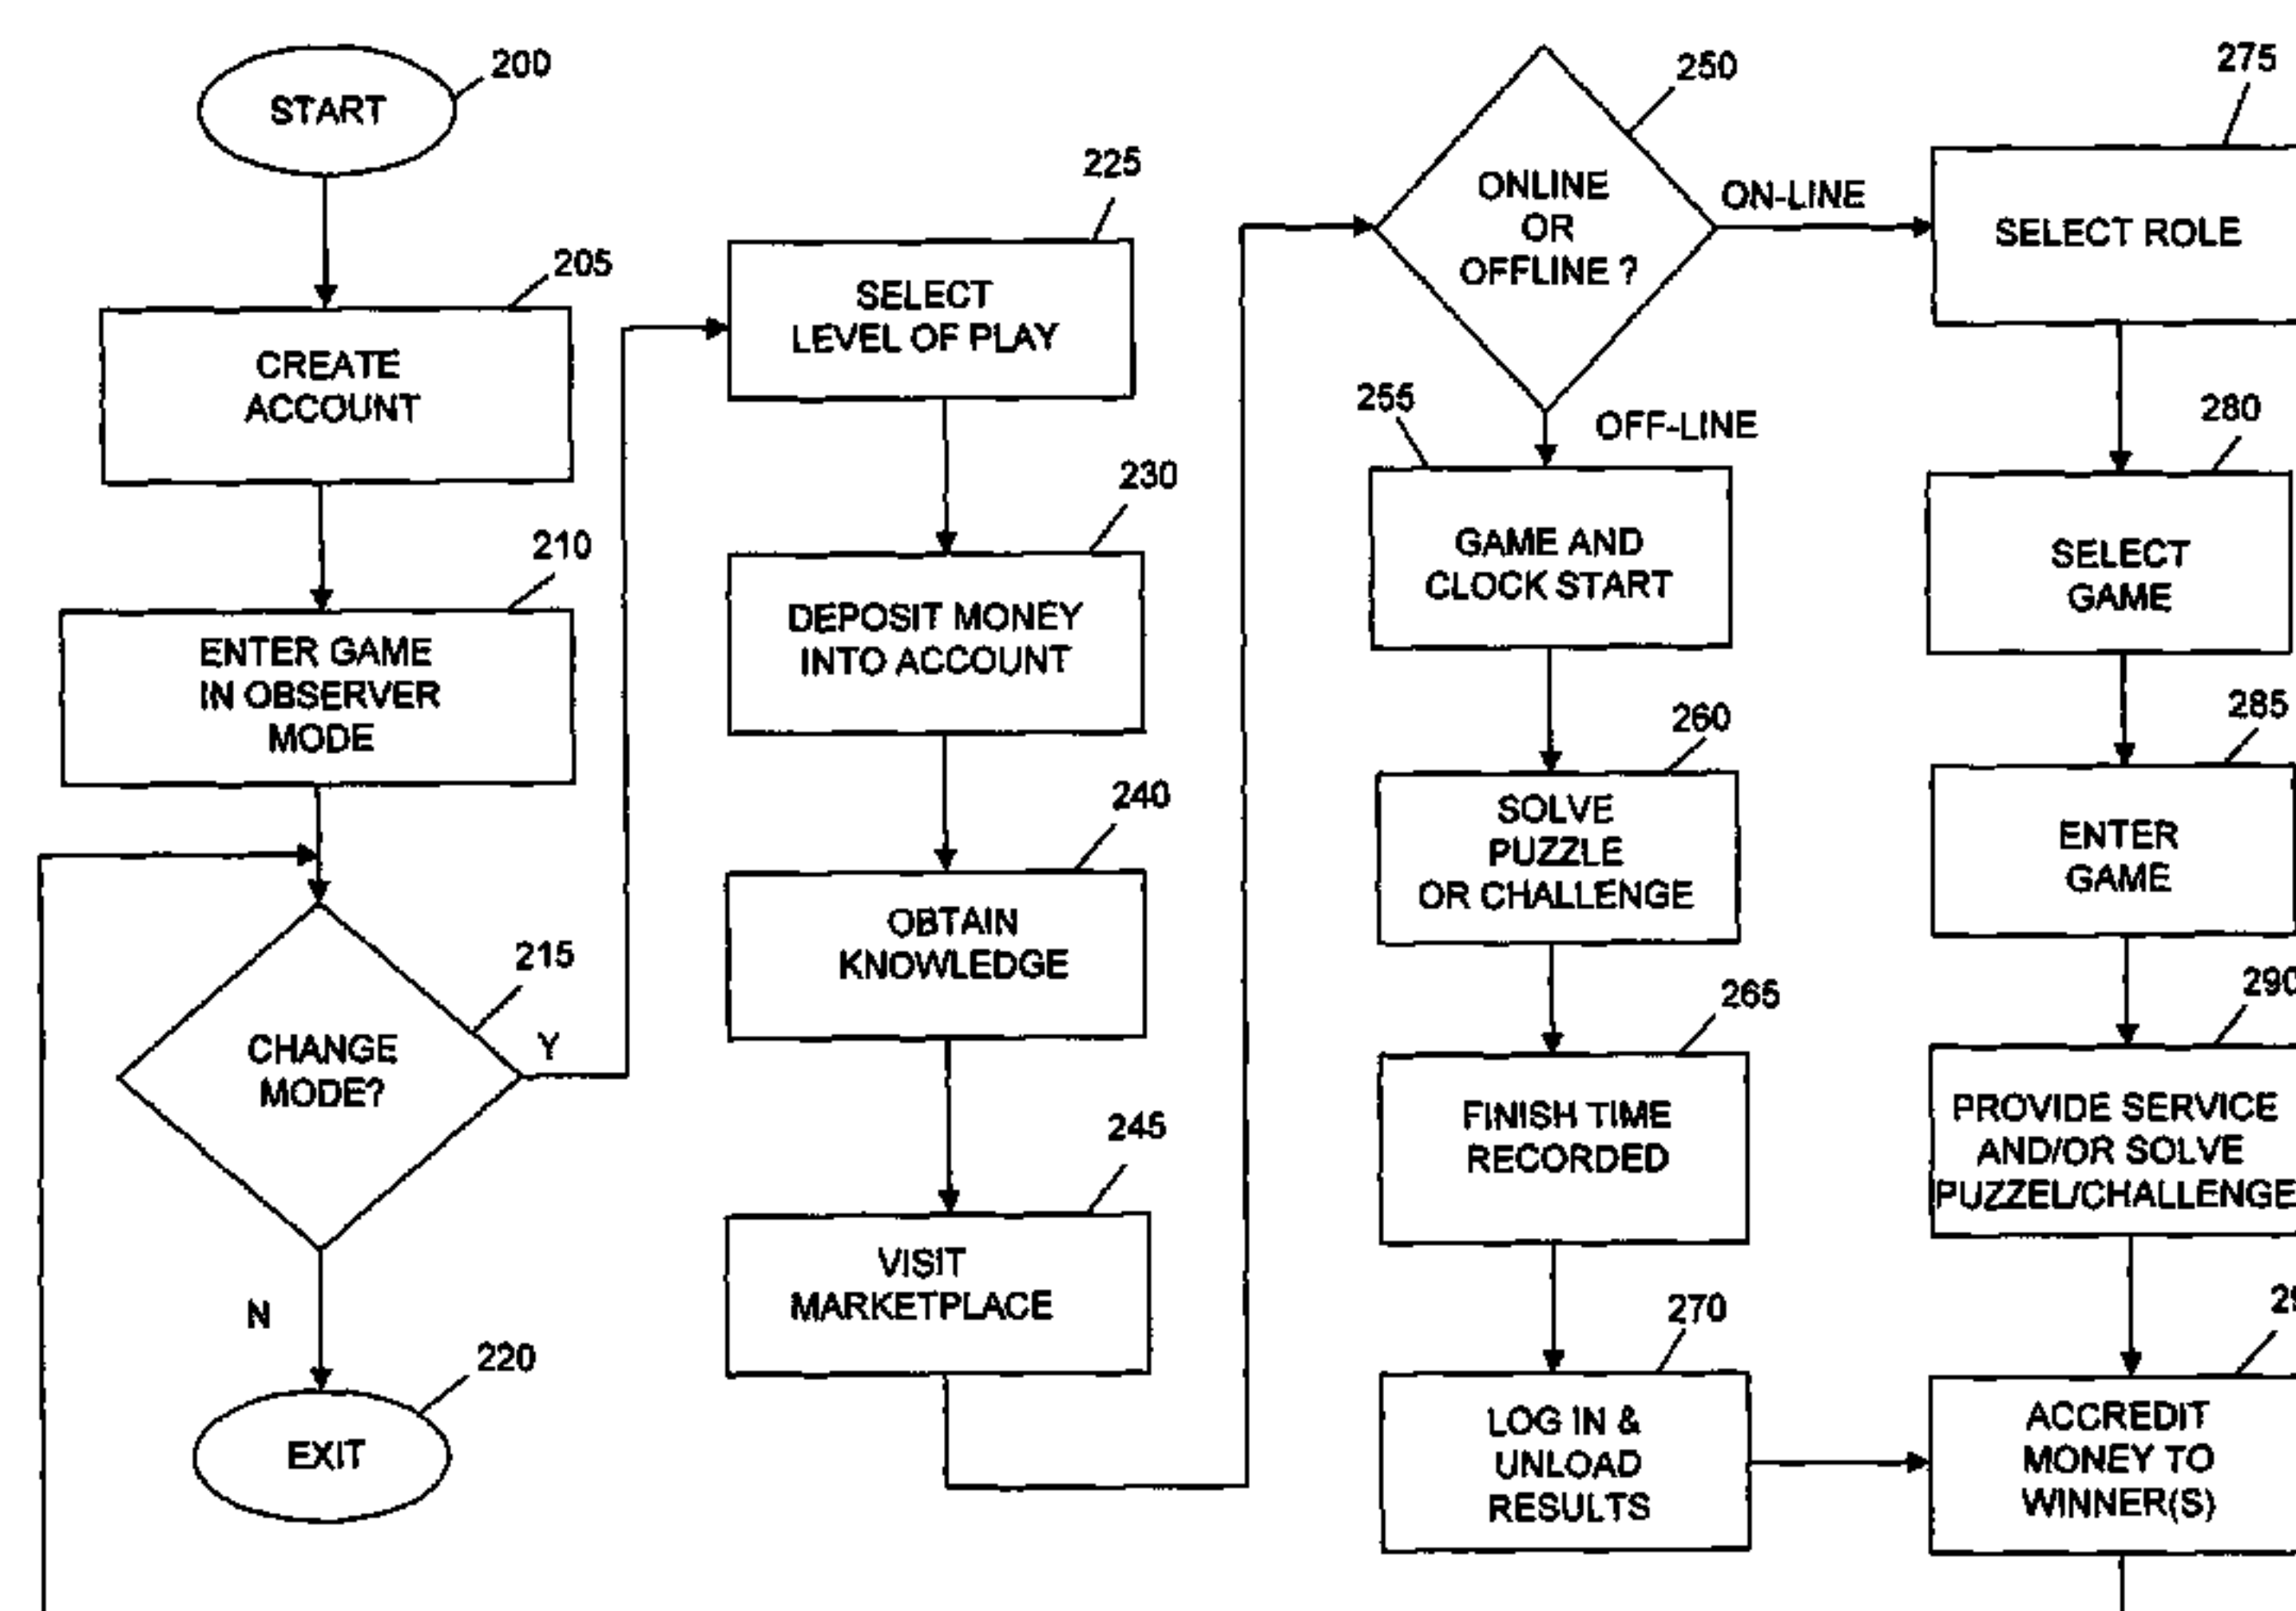 200
START
205
CREATE
ACCOUNT
210
ENTER GAME
IN OBSERVER
MODE
215
CHANGE
MODE?
Y
N
220
EXIT
225
SELECT
LEVEL OF PLAY
230
DEPOSIT MONEY
INTO ACCOUNT
240
OBTAIN
KNOWLEDGE
245
VISIT
MARKETPLACE
250
ONLINE
OR
OFFLINE ?
ON-LINE
OFF-LINE
255
GAME AND
CLOCK START
260
SOLVE
PUZZLE
OR CHALLENGE
265
FINISH TIME
RECORDED
270
LOG IN &
UNLOAD
RESULTS
275
SELECT ROLE
280
SELECT
GAME
285
ENTER
GAME
290
PROVIDE SERVICE
AND/OR SOLVE
PUZZEL/CHALLENGE
ACCREDIT
MONEY TO
WINNER(S)